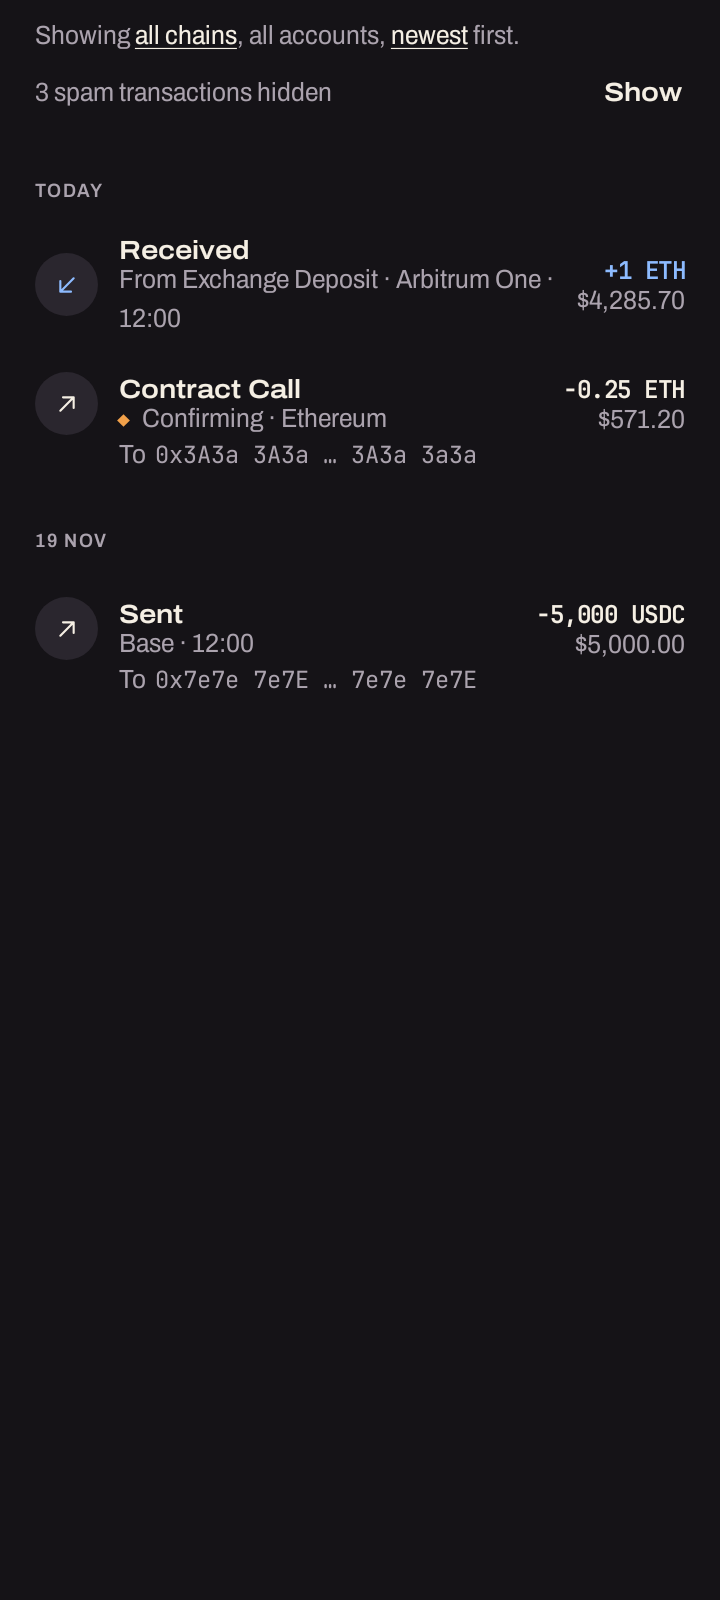 Showing all chains, all accounts, newest first.
3 spam transactions hidden
Show
TODAY
Received
From Exchange Deposit · Arbitrum One ·
12:00
+1 ETH
$4,285.70
Contract Call
Confirming · Ethereum
To 0x3A3a 3A3a … 3A3a 3a3a
-0.25 ETH
$571.20
19 NOV
Sent
Base · 12:00
To 0x7e7e 7e7E … 7e7e 7e7E
-5,000 USDC
$5,000.00